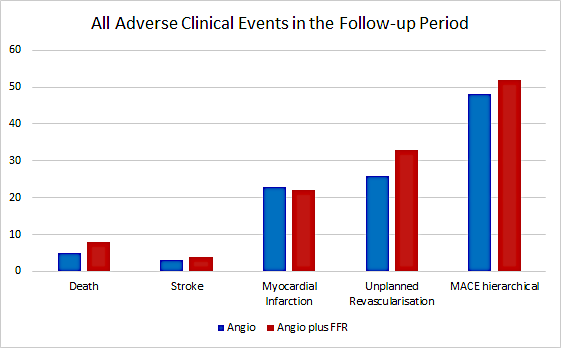 All Adverse Clinical Events in the Follow-up Period
60
50
40
30
20
10
0
Death
Stroke
Myocardial
Infarction
Unplanned
Revascularisation
MACE hierarchical
Angio
Angio plus FFR